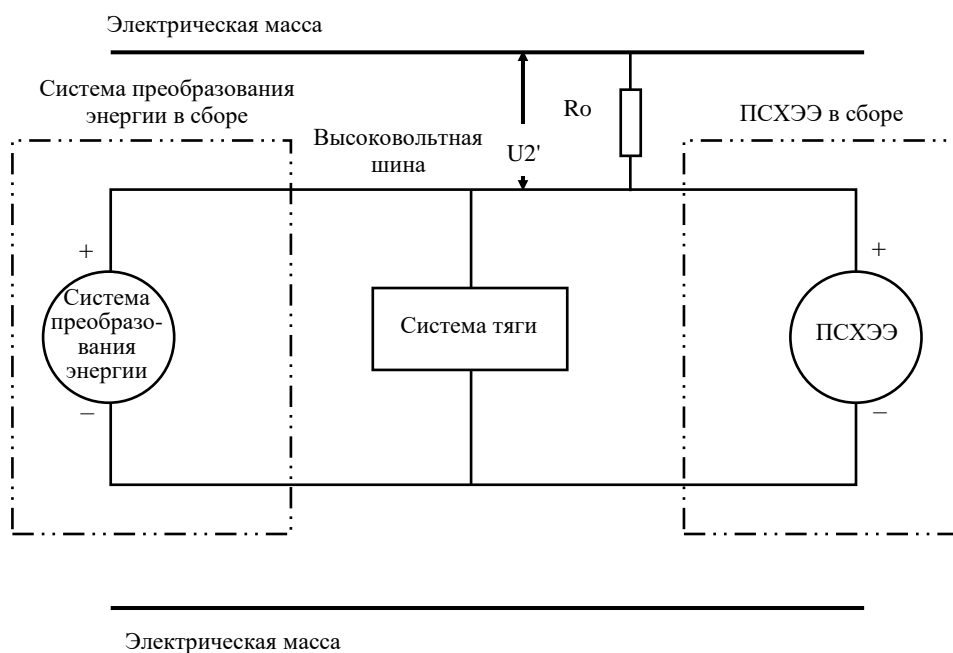 Электрическая масса
Система преобразования
энергии в сборе
Ro
ПСХЭЭ в сборе
Высоковольтная
шина
U2'
+
+
Система
преобразо-
вания
энергии
Система тяги
ПСХЭЭ
–
–
Электрическая масса